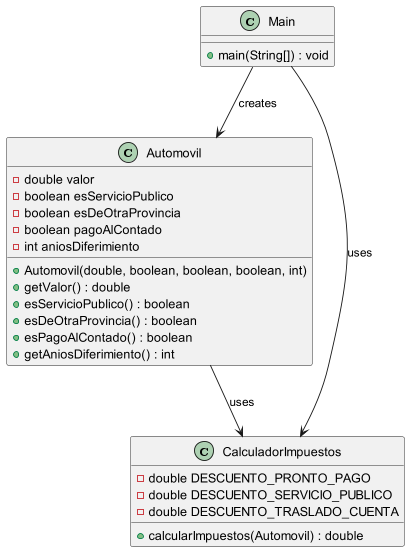 C Main
main(String[]) : void
creates
C Automovil
double valor
boolean esServicioPublico
boolean esDeOtraProvincia
boolean pagoAlContado
int aniosDiferimiento
Automovil(double, boolean, boolean, boolean, int)
getValor() : double
esServicioPublico() : boolean
esDeOtraProvincia() : boolean
esPagoAlContado() : boolean
getAniosDiferimiento() : int
uses
uses
C CalculadorImpuestos
double DESCUENTO_PRONTO_PAGO
double DESCUENTO_SERVICIO_PUBLICO
double DESCUENTO_TRASLADO_CUENTA
calcularImpuestos(Automovil) : double